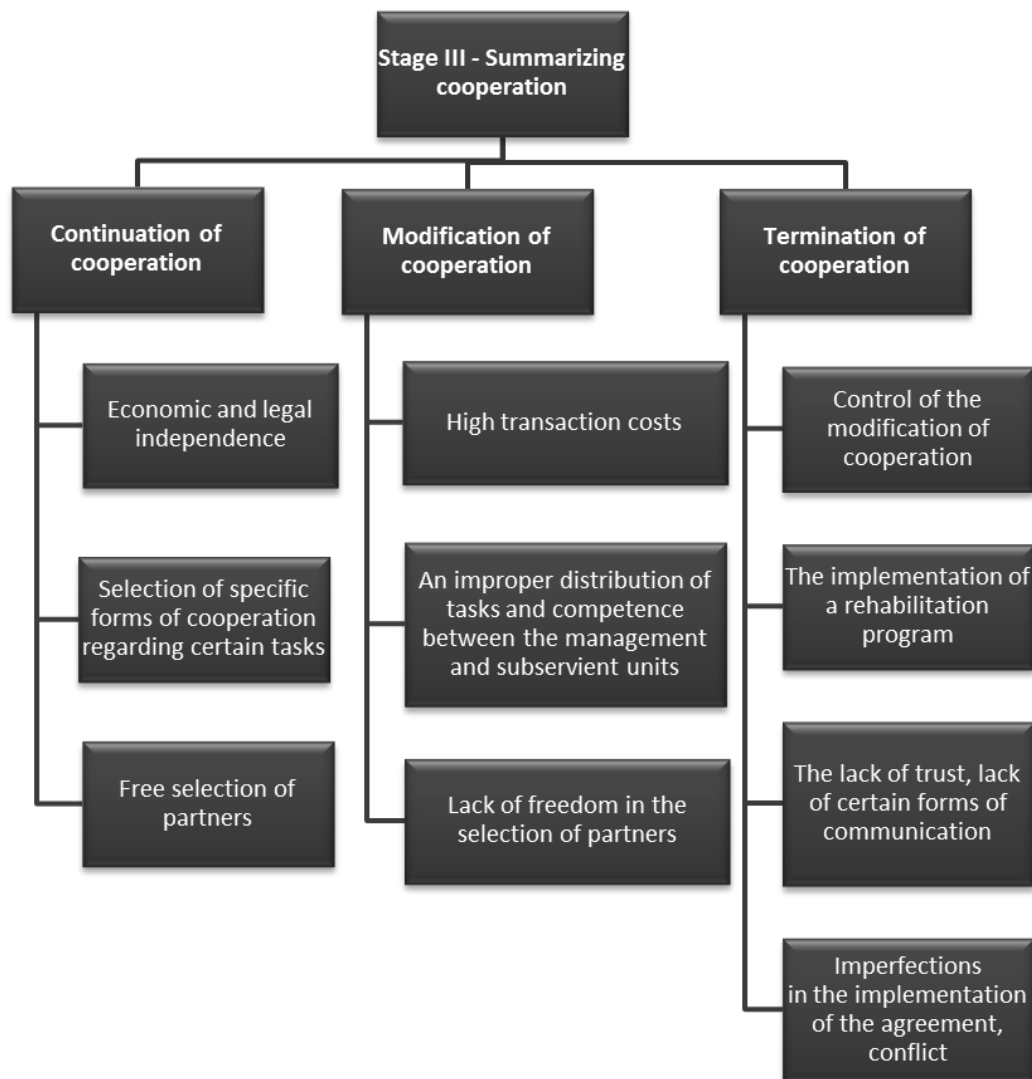 Stage III - Summarizing
cooperation
Continuation of
cooperation
Economic and legal
independence
Selection of specific
forms of cooperation
regarding certain tasks
Free selection of
partners
Modification of
cooperation
High transaction costs
An improper distribution of
tasks and competence
between the management
and subservient units
Lack of freedom in the
selection of partners
Termination of
cooperation
Control of the
modification of
cooperation
The implementation of
a rehabilitation
program
The lack of trust, lack
of certain forms of
communication
Imperfections
in the implementation
of the agreement,
conflict